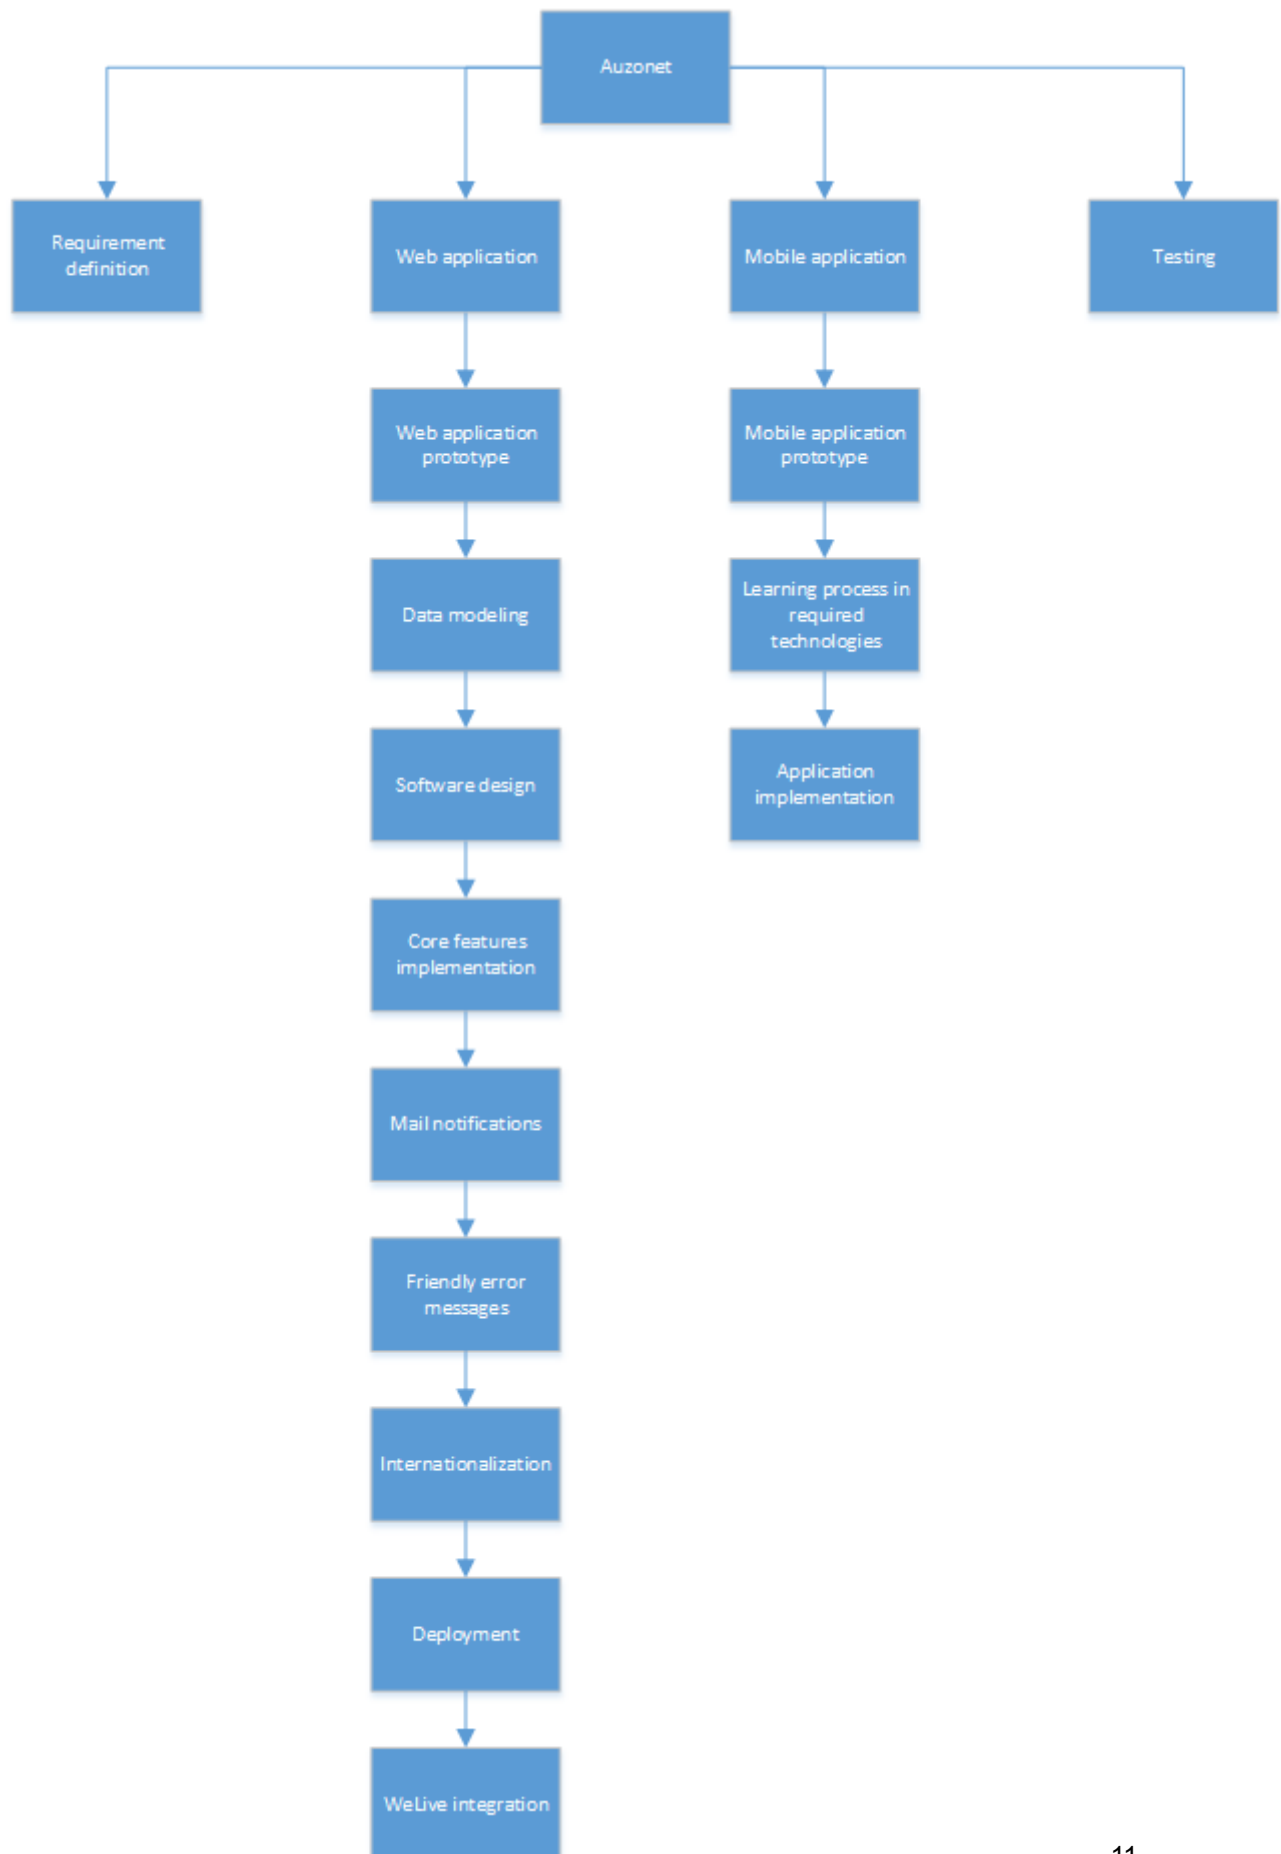 Auzonet
Requirement
definition
Web application
Mobile application
Testing
Web application
prototype
Mobile application
prototype
Data modeling
Learning process in
required
technologies
Software design
Application
implementation
Core features
implementation
Mail notifications
Friendly error
messages
Internationalization
Deployment
WeLive integration
11